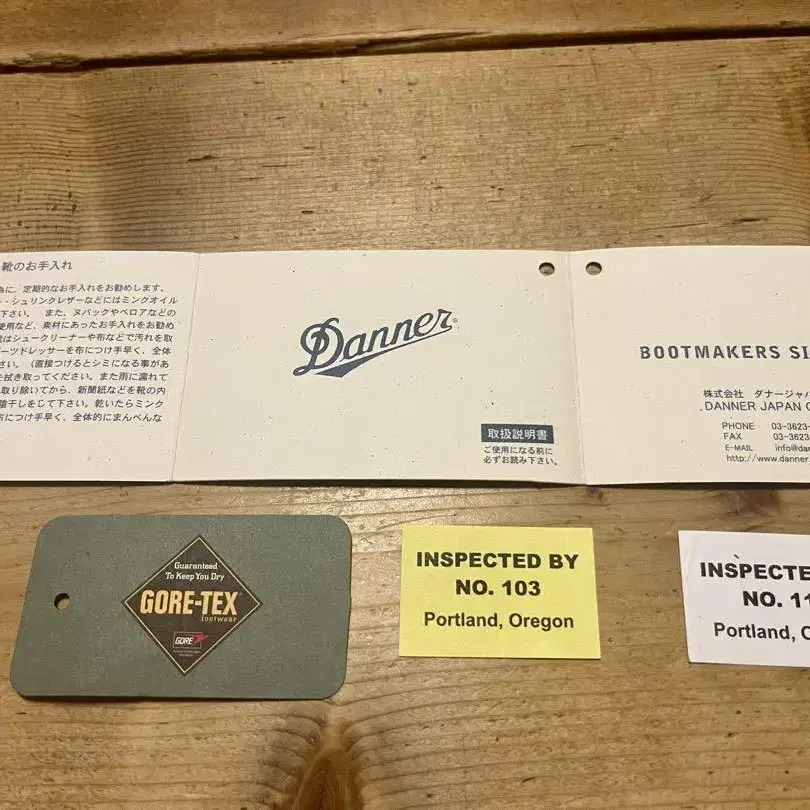 靴のお手入れ
為に、定期的なお手入れをお勧めします。
ー・シュリンクレザーなどにはミンクオイル
下さい。 また、ヌバックやベロアなどの
使用など、素材にあったお手入れをお勧め
はシュークリーナーや布などで汚れを取
ーツドレッサーを布につけ手早く、全体
さい。(直接つけるとシミになる事があ
を拭き取ってください。また雨に濡れて
取り除いてから、新聞紙などを靴の内
陰干しをして下さい。乾いたらミンク
布につけ手早く、全体的にまんべんな
Danner®
取扱説明書
ご使用になる前に
必ずお読み下さい。
BOOTMAKERS SI
株式会社 ダナージャパ
DANNER JAPAN
PHONE 03-3623-
FAX 03-3623
E-MAIL info@da
http://www.danner
Guaranteed
To Keep You Dry
GORE-TEX®
footwear
GORE
INSPECTED BY
NO. 103
Portland, Oregon
INSPECTE
NO. 11
Portland, O